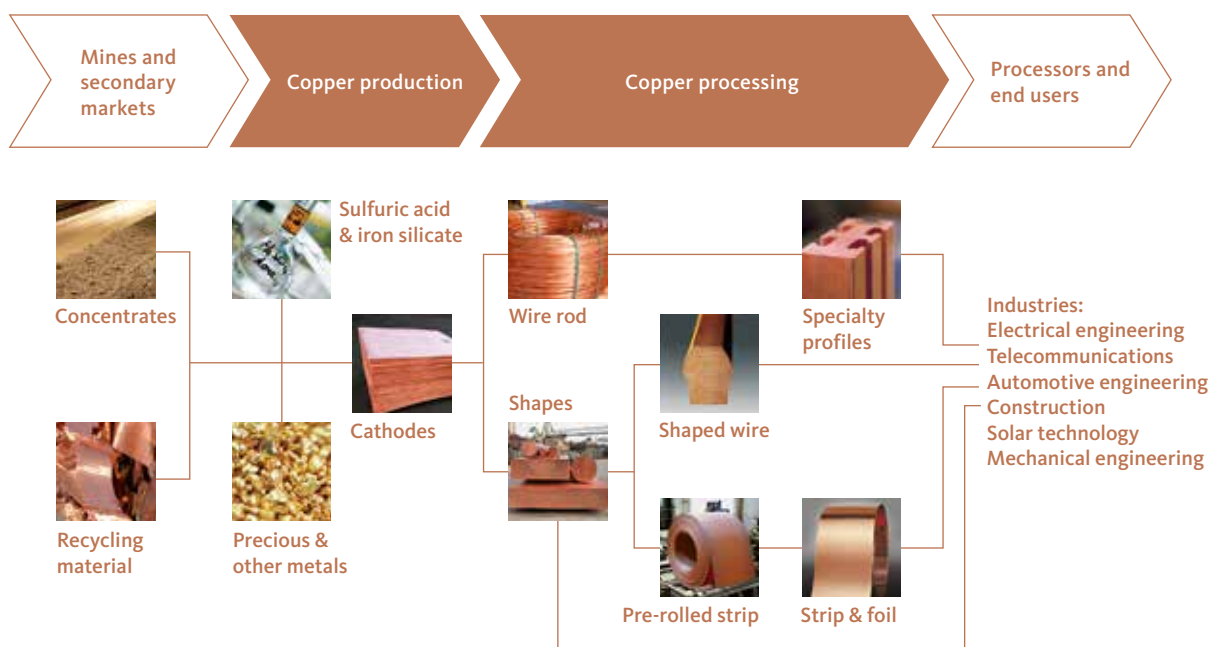 Mines and
secondary
markets
Copper production
Copper processing
Processors and
end users
Sulfuric acid
& iron silicate
Concentrates
Wire rod
Specialty
profiles
Industries:
Electrical engineering
Telecommunications
Automotive engineering
Construction
Solar technology
Mechanical engineering
Cathodes
Shapes
Shaped wire
Recycling
material
Precious &
other metals
Pre-rolled strip
Strip & foil